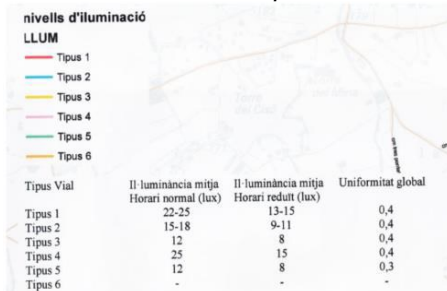 nivells d'iluminació
LLUM
Tipus 1
Tipus 2
Tipus 3
Tipus 4
Tipus 5
Tipus 6
Tipus Vial Il·luminància mitja Horari normal (lux) Il·luminància mitja Horari reduït (lux) Uniformitat global
Tipus 1 22-25 13-15 0,4
Tipus 2 15-18 9-11 0,4
Tipus 3 12 8 0,4
Tipus 4 25 15 0,4
Tipus 5 12 8 0,3
Tipus 6 - - -